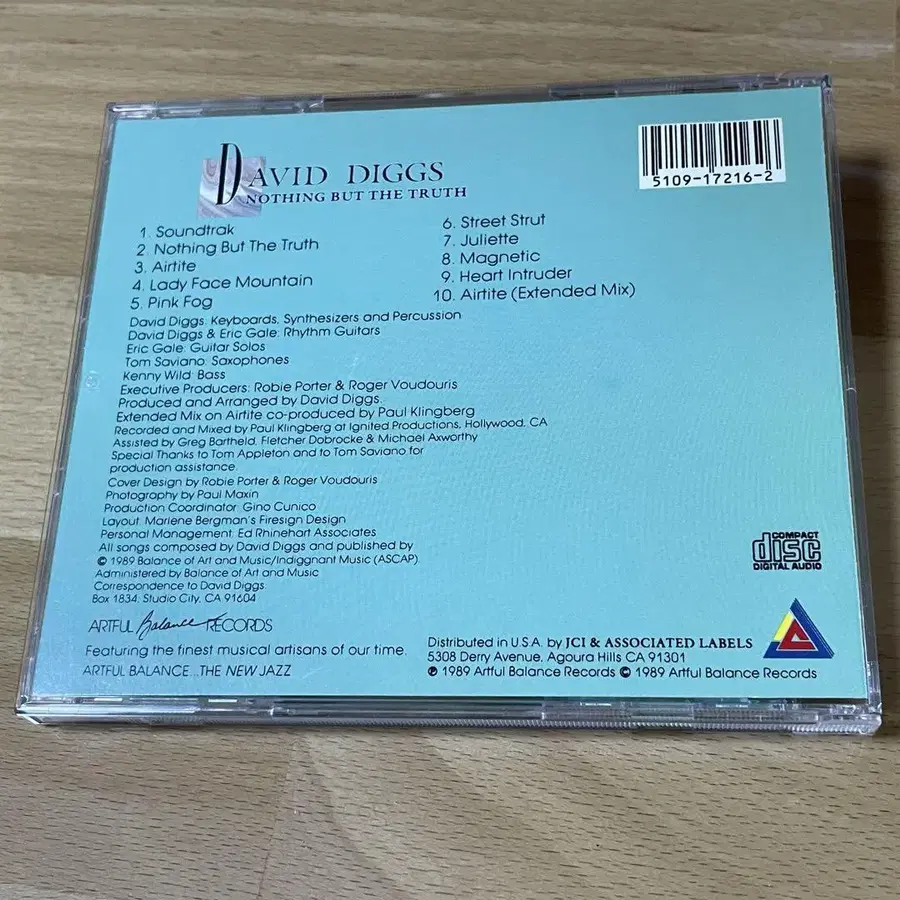 DAVID DIGGS
NOTHING BUT THE TRUTH
5109-17216-2
1. Soundtrak
2. Nothing But The Truth
3. Airtite
4. Lady Face Mountain
5. Pink Fog
6. Street Strut
7. Juliette
8. Magnetic
9. Heart Intruder
10. Airtite (Extended Mix)
David Diggs: Keyboards, Synthesizers and Percussion
David Diggs & Eric Gale: Rhythm Guitars
Eric Gale: Guitar Solos
Tom Saviano: Saxophones
Kenny Wild: Bass
Executive Producers: Robie Porter & Roger Voudouris
Produced and Arranged by David Diggs.
Extended Mix on Airtite co-produced by Paul Klingberg
Recorded and Mixed by Paul Klingberg at Ignited Productions, Hollywood, CA
Assisted by Greg Bartheld, Fletcher Dobrocke & Michael Axworthy
Special Thanks to Tom Appleton and to Tom Saviano for
production assistance.
Cover Design by Robie Porter & Roger Voudouris
Photography by Paul Maxin
Production Coordinator: Gino Cunico
Layout: Marlene Bergman's Firesign Design
Personal Management: Ed Rhinehart Associates
All songs composed by David Diggs and published by
© 1989 Balance of Art and Music/Indiggnant Music (ASCAP).
Administered by Balance of Art and Music
Correspondence to David Diggs:
Box 1834, Studio City, CA 91604
ARTFUL Balance RECORDS
Featuring the finest musical artisans of our time.
ARTFUL BALANCE...THE NEW JAZZ
COMPACT
disc
DIGITAL AUDIO
Distributed in U.S.A. by JCI & ASSOCIATED LABELS
5308 Derry Avenue, Agoura Hills CA 91301
℗ 1989 Artful Balance Records © 1989 Artful Balance Records